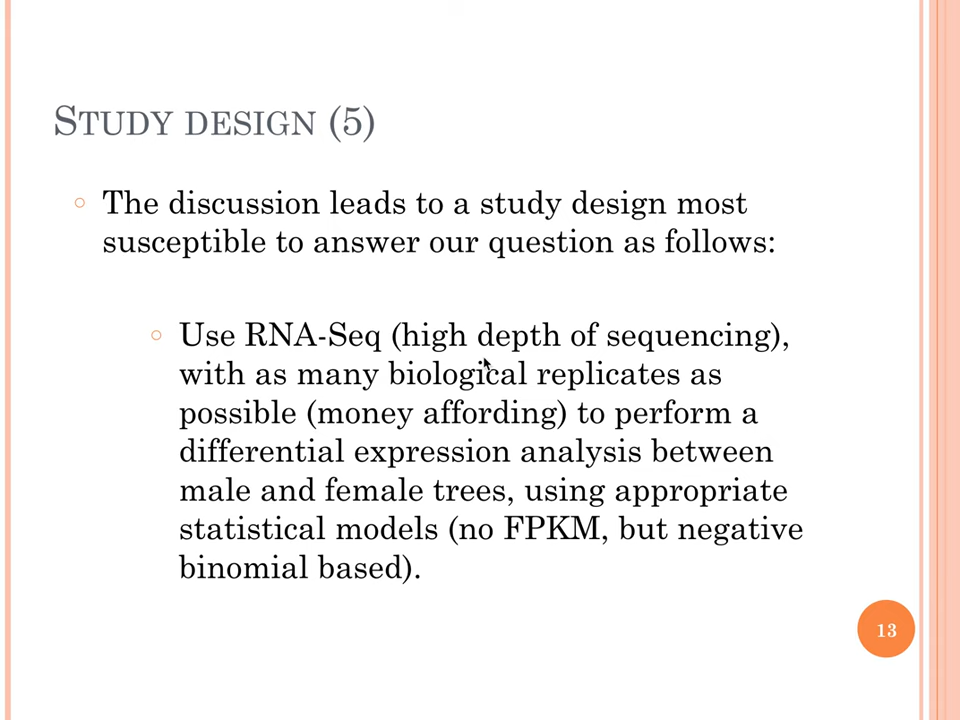 STUDY DESIGN (5)
The discussion leads to a study design most
susceptible to answer our question as follows:
Use RNA-Seq (high depth of sequencing),
with as many biological replicates as
possible (money affording) to perform a
differential expression analysis between
male and female trees, using appropriate
statistical models (no FPKM, but negative
binomial based).
13